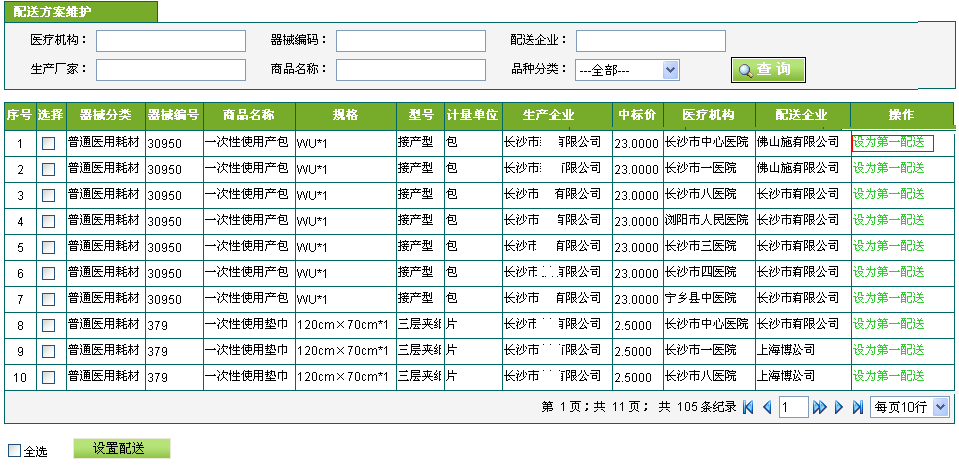 配送方案维护
医疗机构： 器械编码： 配送企业：
生产厂家： 商品名称： 品种分类： ---全部--- 查 询
序号 选择 器械分类 器械编号 商品名称 规格 型号 计量单位 生产企业 中标价 医疗机构 配送企业 操作
1 普通医用耗材 30950 一次性使用产包 WU*1 接产型 包 长沙市 有限公司 23.0000 长沙市中心医院 佛山施有限公司 设为第一配送
2 普通医用耗材 30950 一次性使用产包 WU*1 接产型 包 长沙市 有限公司 23.0000 长沙市一医院 佛山施有限公司 设为第一配送
3 普通医用耗材 30950 一次性使用产包 WU*1 接产型 包 长沙市 有限公司 23.0000 长沙市八医院 长沙市有限公司 设为第一配送
4 普通医用耗材 30950 一次性使用产包 WU*1 接产型 包 长沙市 有限公司 23.0000 浏阳市人民医院 长沙市有限公司 设为第一配送
5 普通医用耗材 30950 一次性使用产包 WU*1 接产型 包 长沙市 有限公司 23.0000 长沙市三医院 长沙市有限公司 设为第一配送
6 普通医用耗材 30950 一次性使用产包 WU*1 接产型 包 长沙市 有限公司 23.0000 长沙市四医院 长沙市有限公司 设为第一配送
7 普通医用耗材 30950 一次性使用产包 WU*1 接产型 包 长沙市 有限公司 23.0000 宁乡县中医院 长沙市有限公司 设为第一配送
8 普通医用耗材 379 一次性使用垫巾 120cm×70cm*1 三层夹 片 长沙市 有限公司 2.5000 长沙市中心医院 长沙市有限公司 设为第一配送
9 普通医用耗材 379 一次性使用垫巾 120cm×70cm*1 三层夹 片 长沙市 有限公司 2.5000 长沙市一医院 上海博公司 设为第一配送
10 普通医用耗材 379 一次性使用垫巾 120cm×70cm*1 三层夹 片 长沙市 有限公司 2.5000 长沙市八医院 上海博公司 设为第一配送
第 1 页；共 11 页； 共 105 条纪录 1 每页10行
全选 设置配送